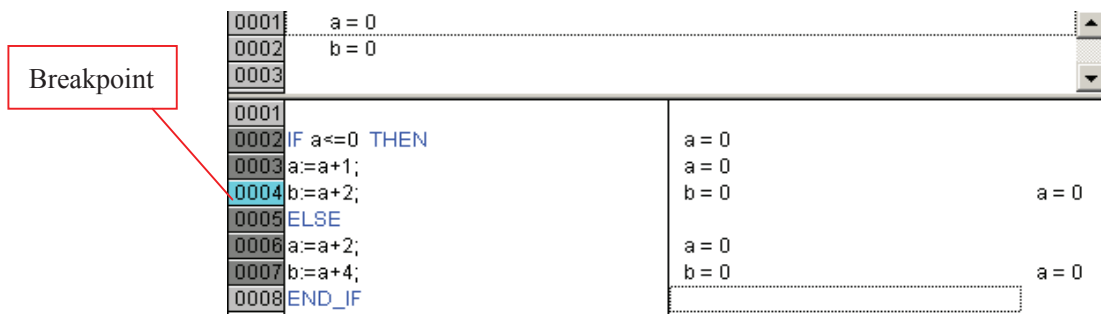 0001 a = 0
0002 b = 0
0003
Breakpoint
0001
0002 IF a<=0 THEN a = 0
0003 a:=a+1; a = 0
0004 b:=a+2; b = 0 a = 0
0005 ELSE
0006 a:=a+2; a = 0
0007 b:=a+4; b = 0 a = 0
0008 END_IF